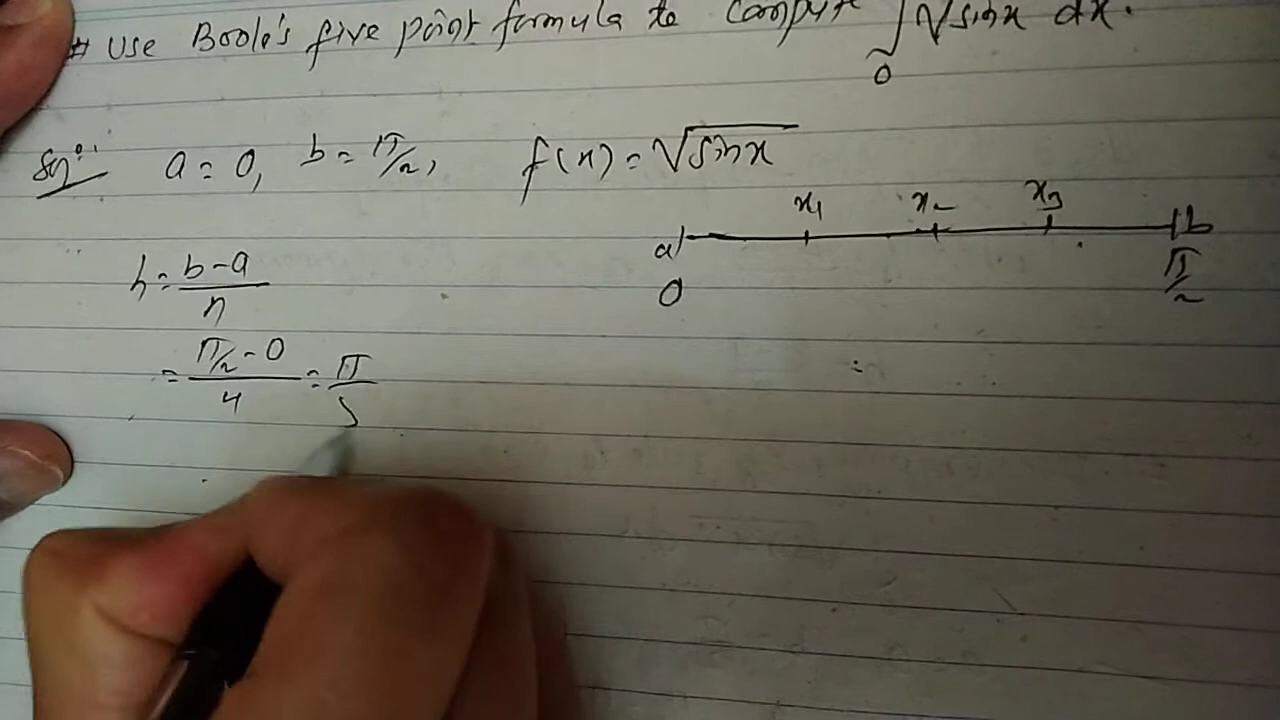 # Use Boole's five point formula to compute ∫₀ √sinx dx.
Solⁿ: a = 0, b = π/2, f(x) = √sinx
x₁ x₂ x₃
a b
0 π/2
h = b-a / n
= π/2 - 0 / 4 = π /